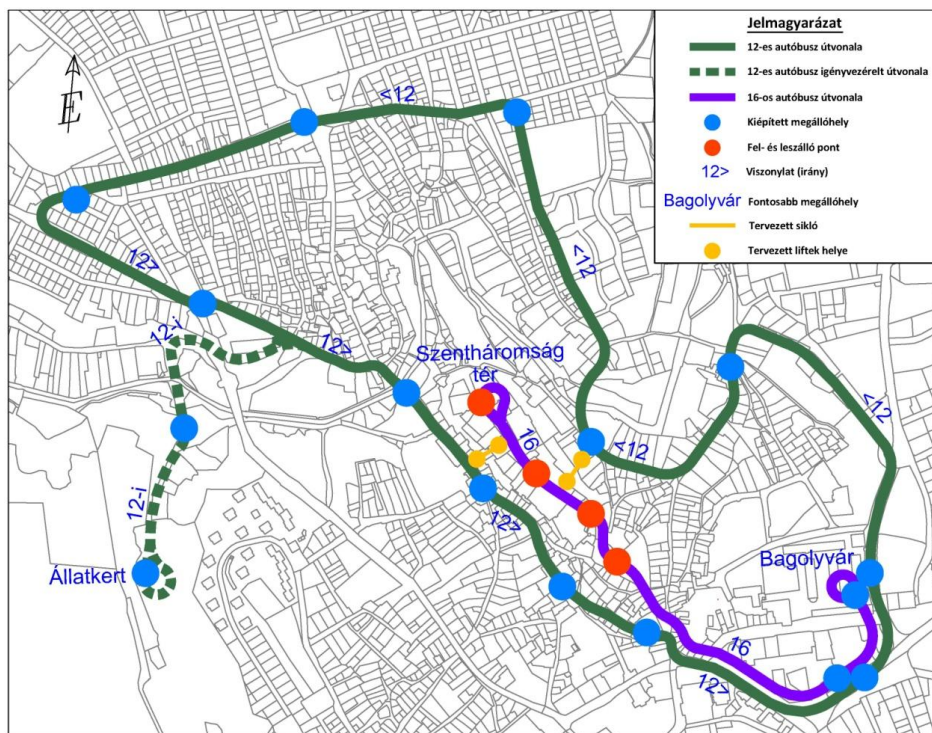 Jelmagyarázat
12-es autóbusz útvonala
12-es autóbusz igényvezérelt útvonala
16-os autóbusz útvonala
Kiépített megállóhely
Fel- és leszálló pont
12> Viszonylat (irány)
Bagolyvár Fontosabb megállóhely
Tervezett sikló
Tervezett liftek helye
É
<12
<12
12>
12-i
12>
Szentháromság
tér
16
<12
<12
12-i
12>
Állatkert
Bagolyvár
16
12>